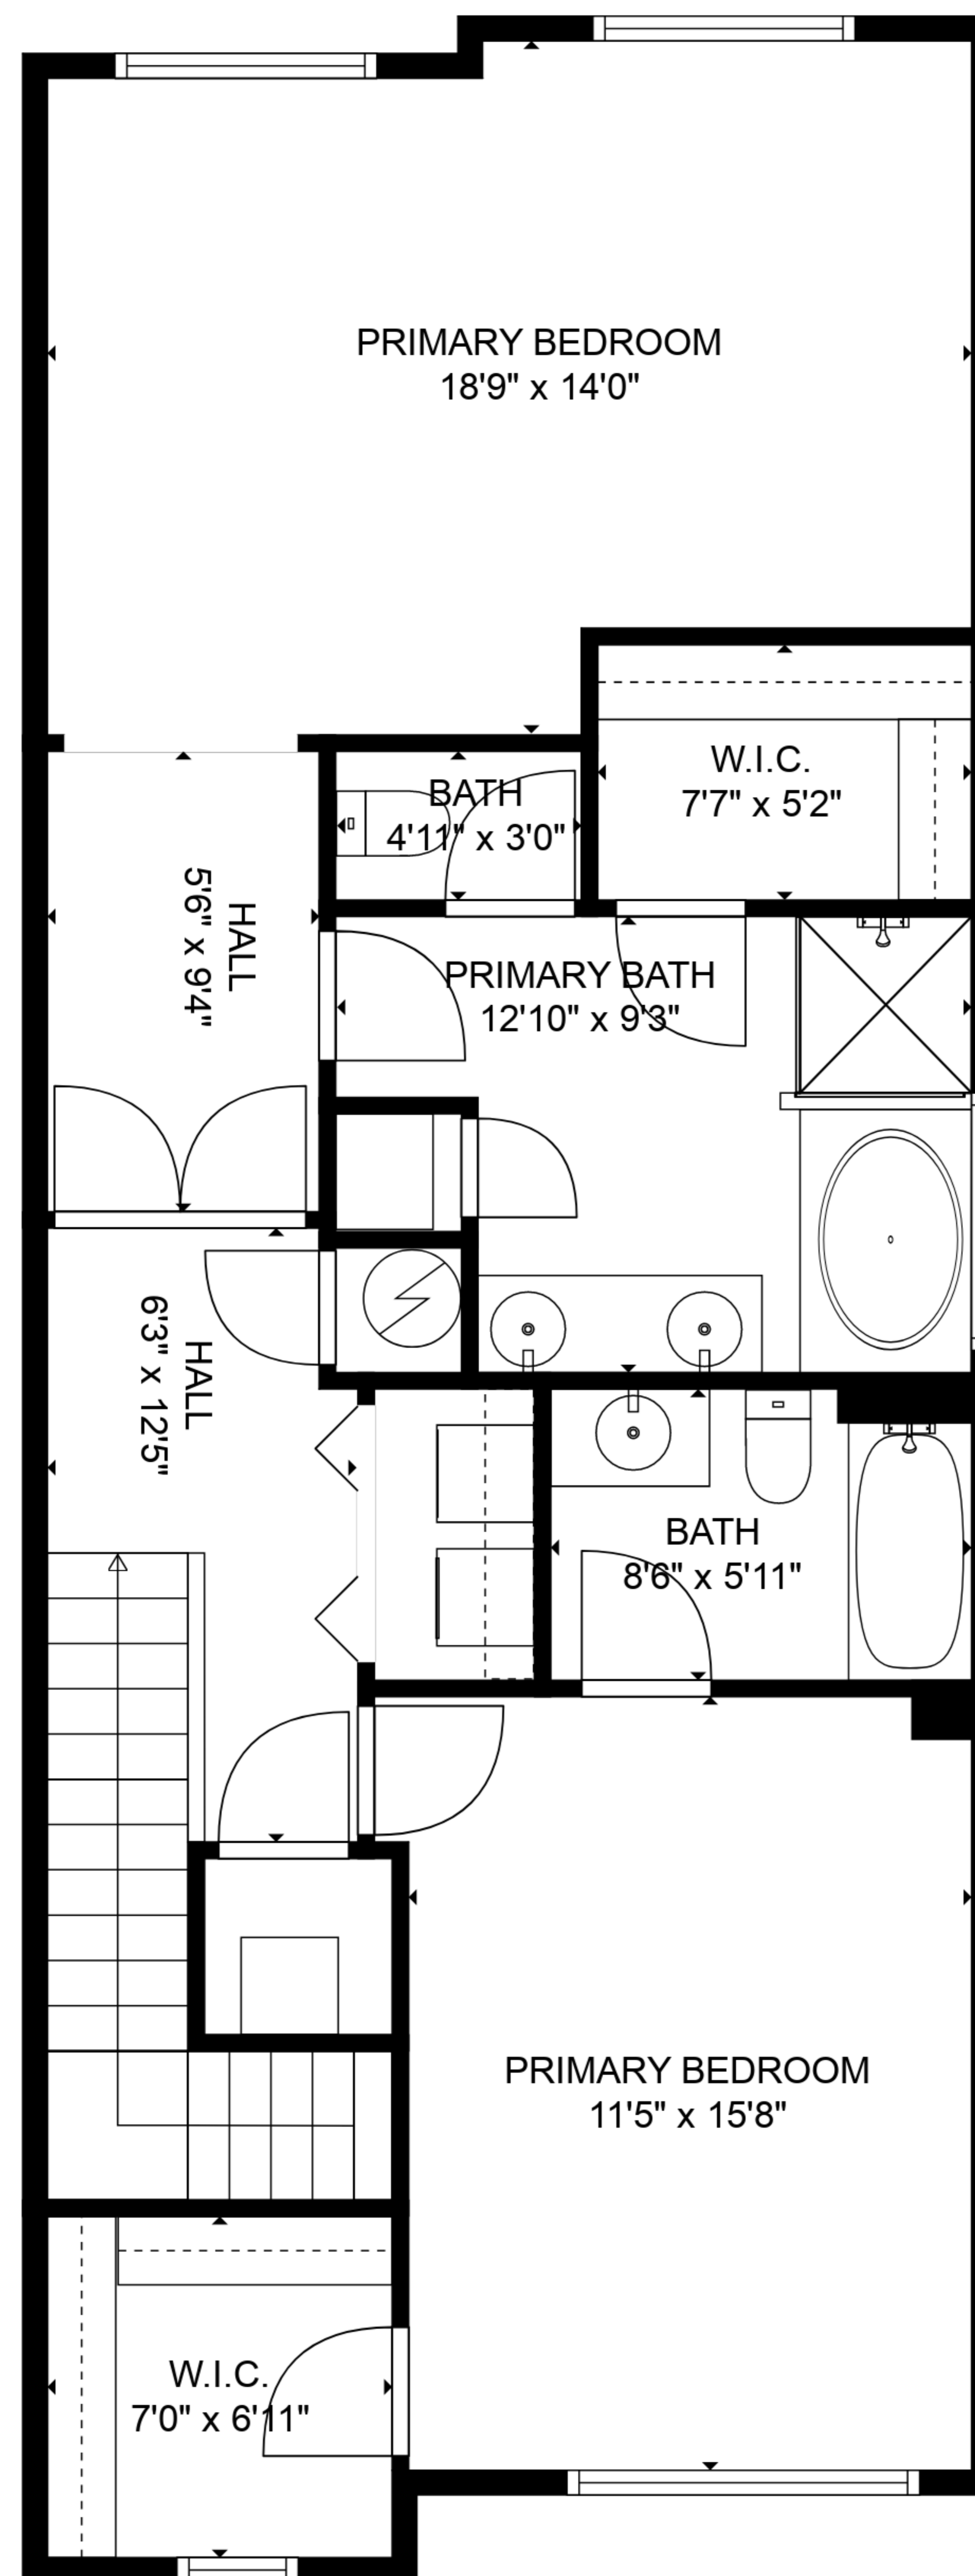 PRIMARY BEDROOM
18'9" x 14'0"
W.I.C.
7'7" x 5'2"
BATH
4'11" x 3'0"
HALL
5'6" x 9'4"
PRIMARY BATH
12'10" x 9'3"
HALL
6'3" x 12'5"
BATH
8'6" x 5'11"
PRIMARY BEDROOM
11'5" x 15'8"
W.I.C.
7'0" x 6'11"